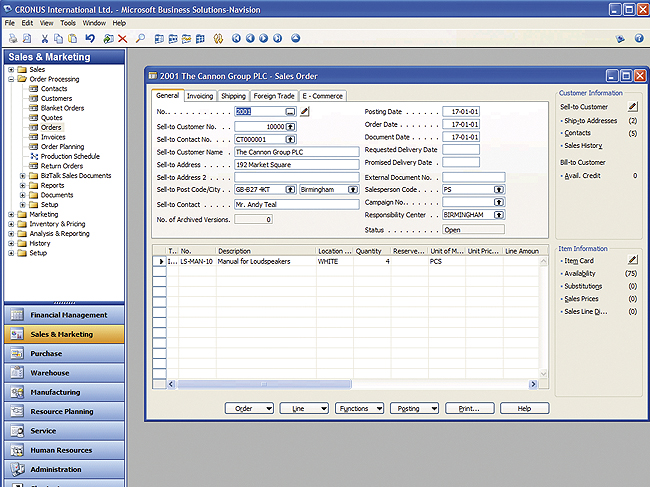 CRONUS International Ltd. - Microsoft Business Solutions-Navision
File Edit View Tools Window Help
Sales & Marketing
Sales
Order Processing
Contacts
Customers
Blanket Orders
Quotes
Orders
Invoices
Order Planning
Production Schedule
Return Orders
BizTalk Sales Documents
Reports
Documents
Setup
Marketing
Inventory & Pricing
Analysis & Reporting
History
Setup
Financial Management
Sales & Marketing
Purchase
Warehouse
Manufacturing
Resource Planning
Service
Human Resources
Administration
2001 The Cannon Group PLC - Sales Order
General Invoicing Shipping Foreign Trade E - Commerce
No. 2001
Sell-to Customer No. 10000
Sell-to Contact No. CT000001
Sell-to Customer Name The Cannon Group PLC
Sell-to Address 192 Market Square
Sell-to Address 2
Sell-to Post Code/City GB-B27 4KT Birmingham
Sell-to Contact Mr. Andy Teal
No. of Archived Versions. 0
Posting Date 17-01-01
Order Date 17-01-01
Document Date 17-01-01
Requested Delivery Date
Promised Delivery Date
External Document No.
Salesperson Code PS
Campaign No.
Responsibility Center BIRMINGHAM
Status Open
T... No. Description Location ... Quantity Reserve... Unit of M... Unit Pric... Line Amoun
I... LS-MAN-10 Manual for Loudspeakers WHITE 4 PCS
Order Line Functions Posting Print... Help
Customer Information
Sell-to Customer
Ship-to Addresses (2)
Contacts (5)
Sales History
Bill-to Customer
Avail. Credit 0
Item Information
Item Card
Availability (75)
Substitutions (0)
Sales Prices (0)
Sales Line Di... (0)